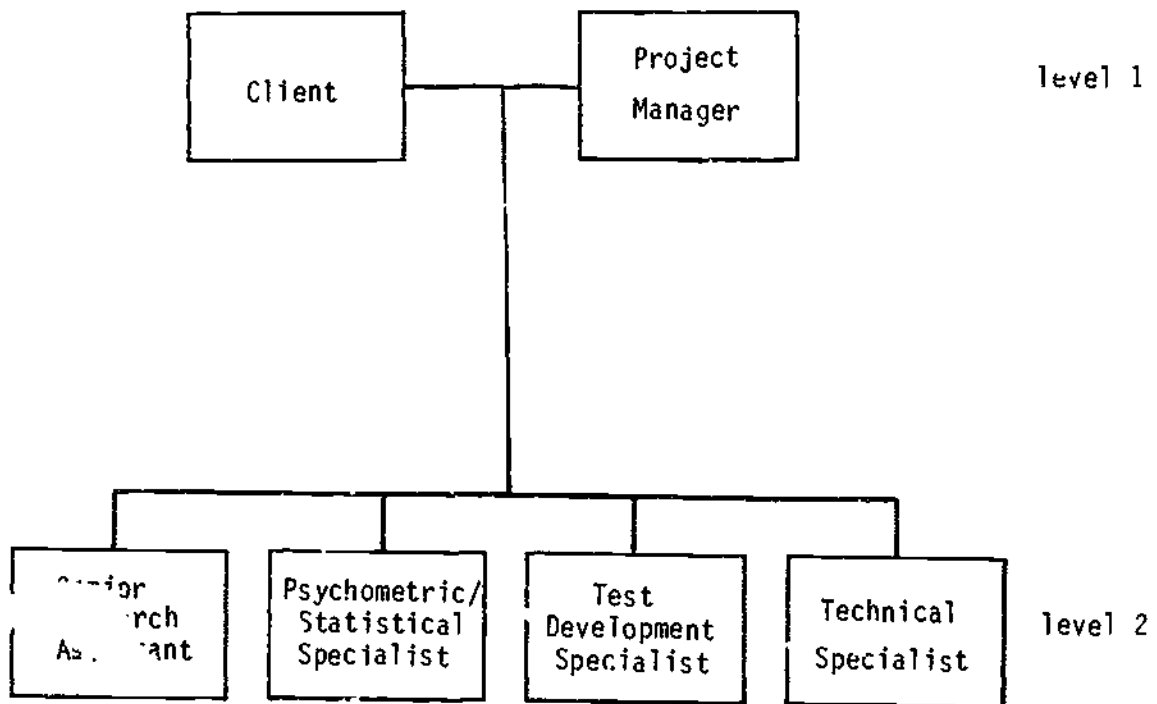 Client
Project
Manager
level 1
Psychometric/
Statistical
Specialist
Test
Development
Specialist
Technical
Specialist
level 2